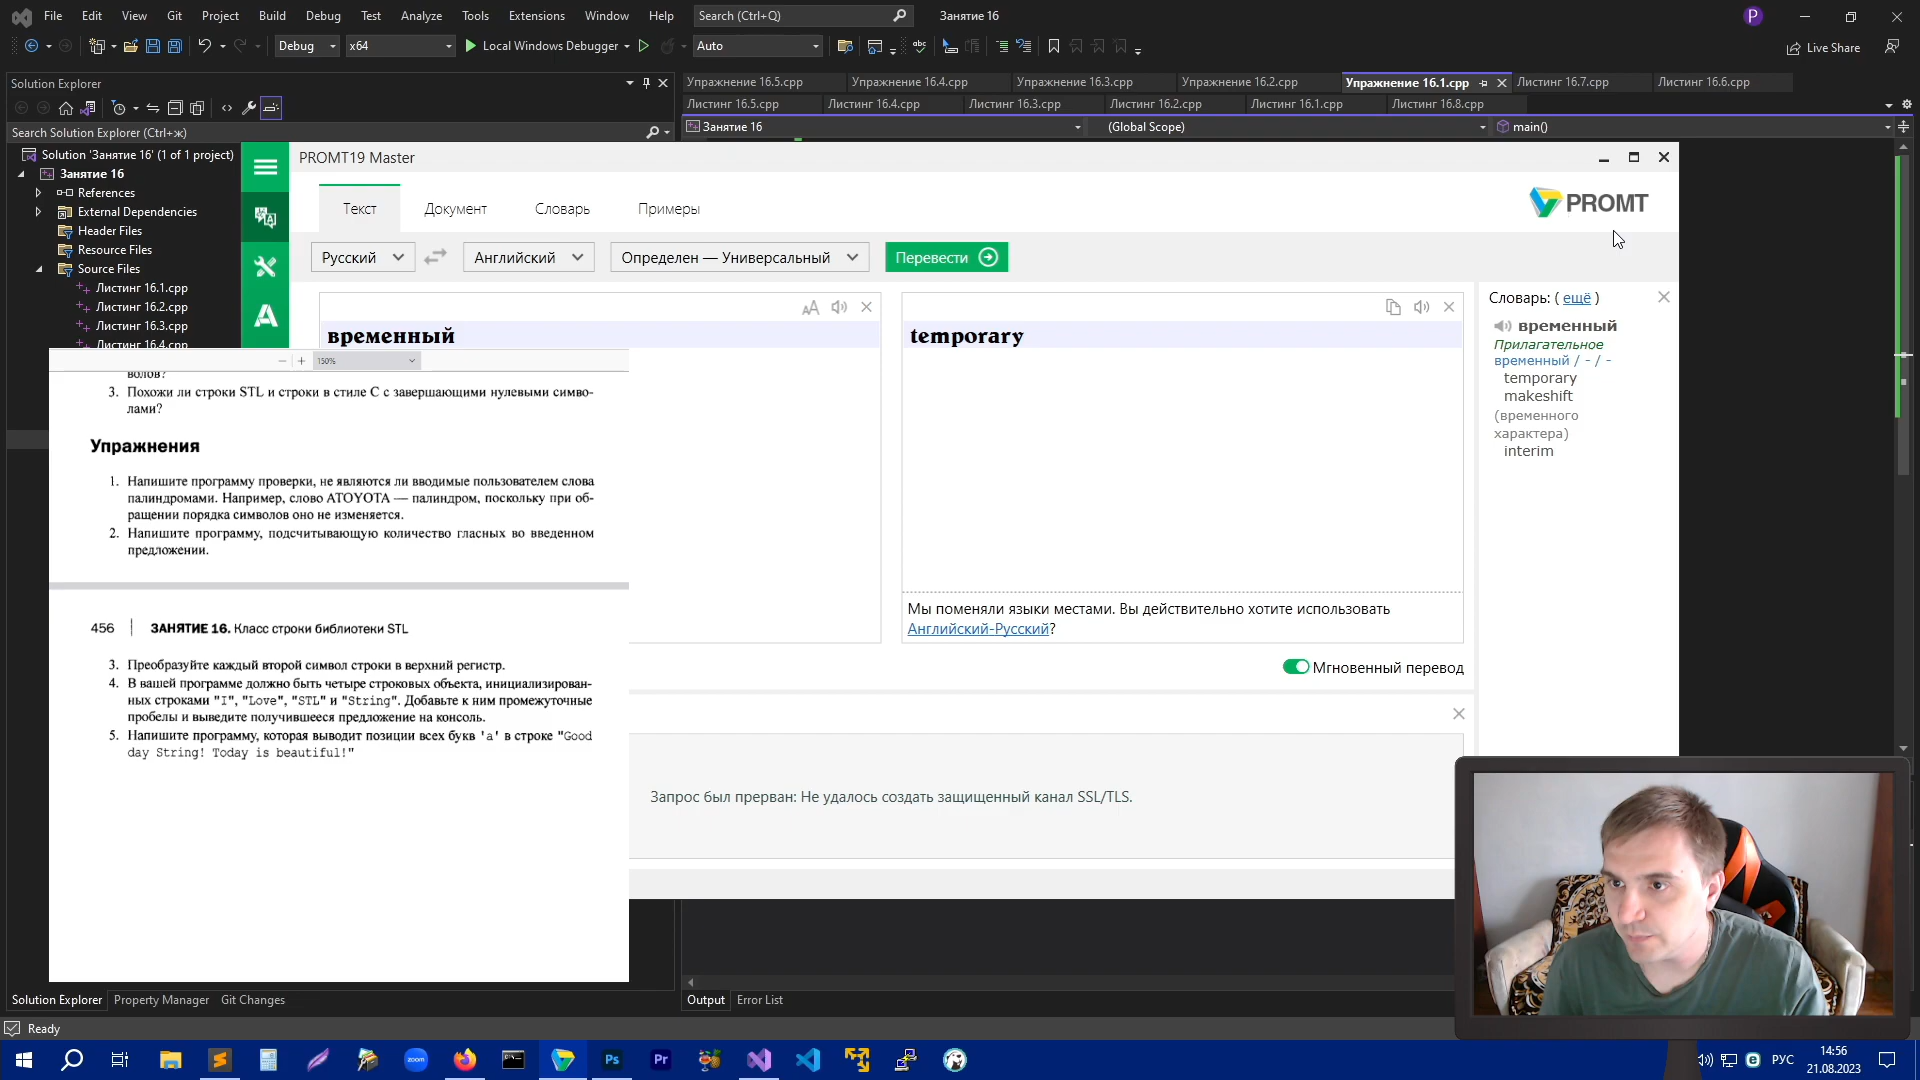 File Edit View Git Project Build Debug Test Analyze Tools Extensions Window Help Search (Ctrl+Q) Занятие 16 P
Debug x64 Local Windows Debugger Auto Live Share
Solution Explorer
Упражнение 16.5.cpp Упражнение 16.4.cpp Упражнение 16.3.cpp Упражнение 16.2.cpp Упражнение 16.1.cpp Листинг 16.7.cpp Листинг 16.6.cpp
Листинг 16.5.cpp Листинг 16.4.cpp Листинг 16.3.cpp Листинг 16.2.cpp Листинг 16.1.cpp Листинг 16.8.cpp
Search Solution Explorer (Ctrl+ж)
Занятие 16 (Global Scope) main()
Solution 'Занятие 16' (1 of 1 project)
Занятие 16
References
External Dependencies
Header Files
Resource Files
Source Files
Листинг 16.1.cpp
Листинг 16.2.cpp
Листинг 16.3.cpp
Листинг 16.4.cpp
PROMT19 Master
Текст Документ Словарь Примеры
PROMT
Русский Английский Определен — Универсальный Перевести
временный
temporary
Мы поменяли языки местами. Вы действительно хотите использовать
Английский-Русский?
Мгновенный перевод
Запрос был прерван: Не удалось создать защищенный канал SSL/TLS.
Словарь: ( ещё )
временный
Прилагательное
временный / - / -
temporary
makeshift
(временного
характера)
interim
150%
волов?
3. Похожи ли строки STL и строки в стиле C с завершающими нулевыми симво-
лами?
Упражнения
1. Напишите программу проверки, не являются ли вводимые пользователем слова
палиндромами. Например, слово ATOYOTA — палиндром, поскольку при об-
ращении порядка символов оно не изменяется.
2. Напишите программу, подсчитывающую количество гласных во введенном
предложении.
456 | ЗАНЯТИЕ 16. Класс строки библиотеки STL
3. Преобразуйте каждый второй символ строки в верхний регистр.
4. В вашей программе должно быть четыре строковых объекта, инициализирован-
ных строками "I", "Love", "STL" и "String". Добавьте к ним промежуточные
пробелы и выведите получившееся предложение на консоль.
5. Напишите программу, которая выводит позиции всех букв 'a' в строке "Good
day String! Today is beautiful!"
Solution Explorer Property Manager Git Changes
Output Error List
Ready
zoom Ps Pr
РУС
14:56
21.08.2023